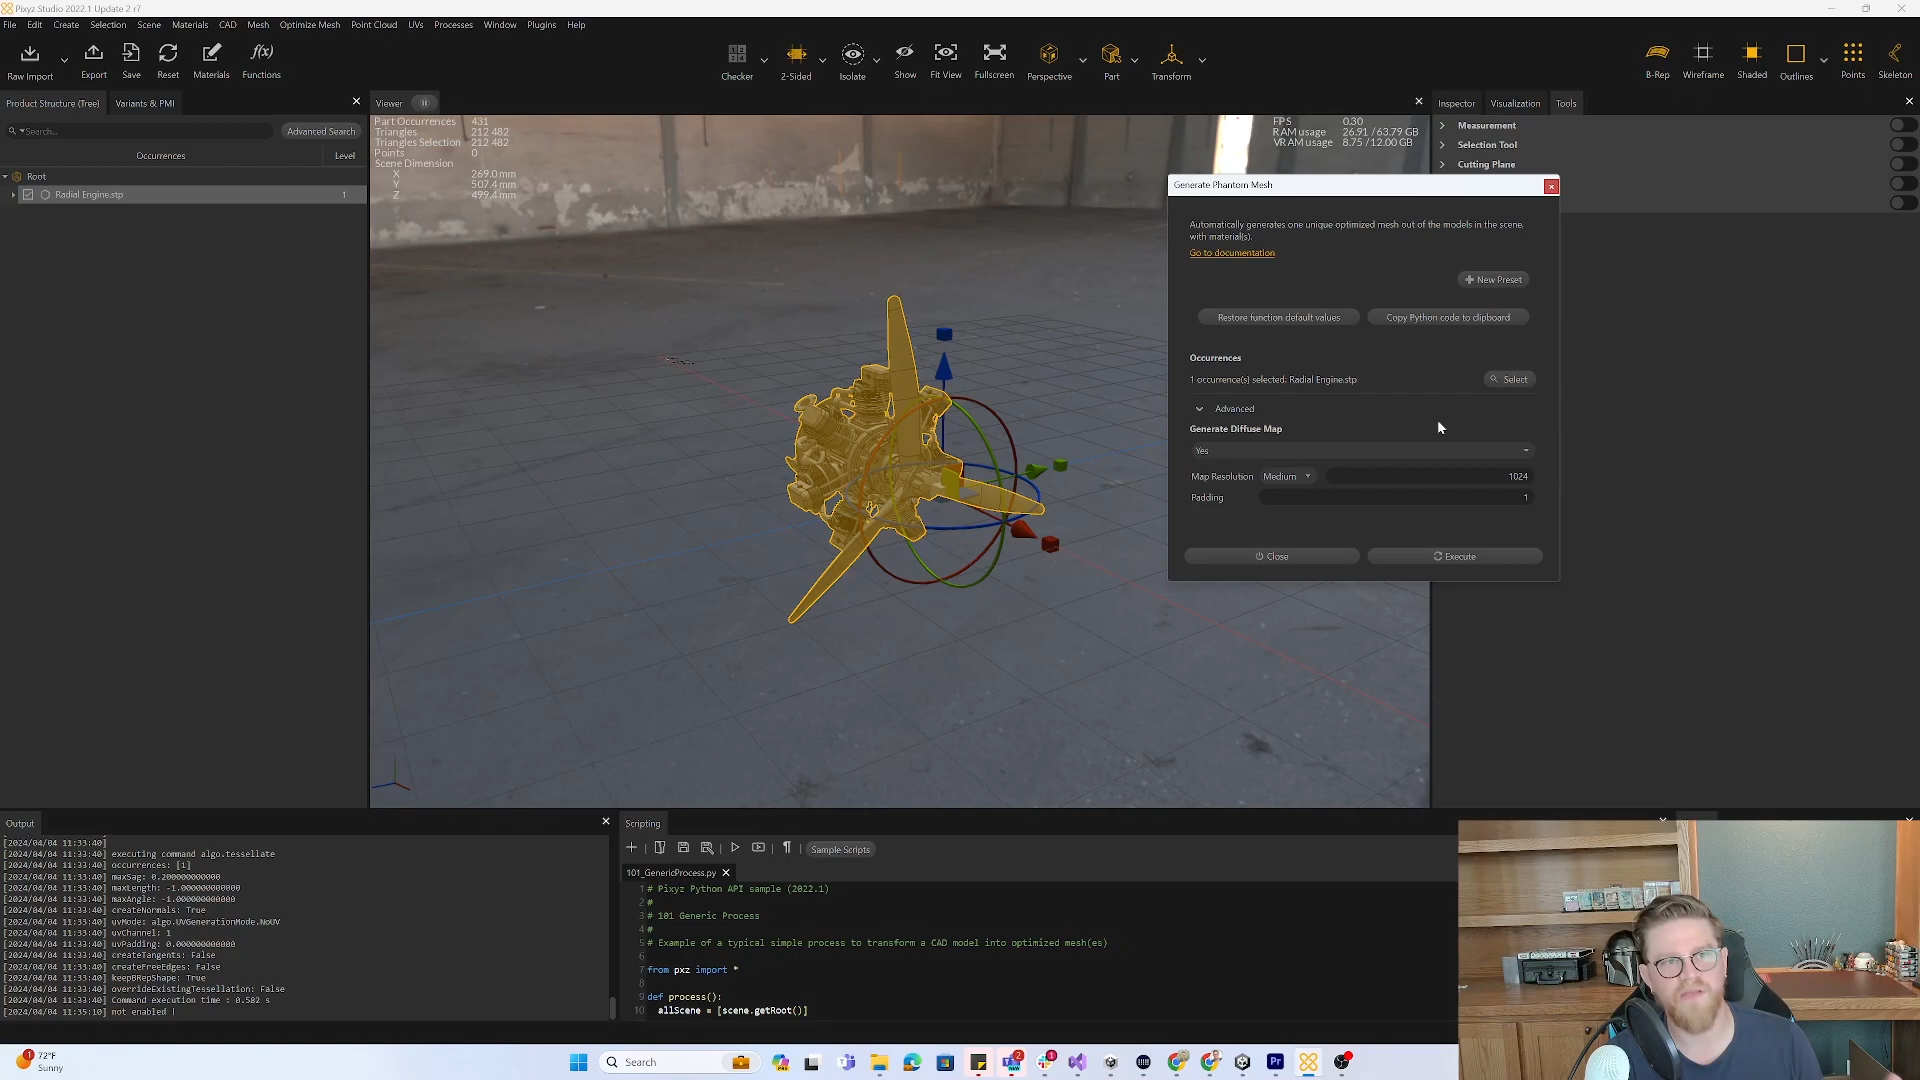 Pixyz Studio 2022.1 Update 2 r7
File Edit Create Selection Scene Materials CAD Mesh Optimize Mesh Point Cloud UVs Processes Window Plugins Help
Raw Import Export Save Reset Materials Functions Checker 2-Sided Isolate Show Fit View Fullscreen Perspective Part Transform B-Rep Wireframe Shaded Outlines Points Skeleton
Product Structure (Tree) Variants & PMI
Search... Advanced Search
Occurrences Level
Root
Radial Engine.stp 1
Viewer
Part Occurrences 431
Triangles 212 482
Triangles Selection 212 482
Points 0
Scene Dimension
X 269.0 mm
Y 507.4 mm
Z 499.4 mm
FPS 0.30
RAM usage 26.91 / 63.79 GB
VRAM usage 8.75 / 12.00 GB
Inspector Visualization Tools
Measurement
Selection Tool
Cutting Plane
Generate Phantom Mesh
Automatically generates one unique optimized mesh out of the models in the scene,
with material(s).
Go to documentation
New Preset
Restore function default values Copy Python code to clipboard
Occurrences
1 occurrence(s) selected: Radial Engine.stp Select
Advanced
Generate Diffuse Map
Yes
Map Resolution Medium 1024
Padding 1
Close Execute
Output
[2024/04/04 11:33:40]
[2024/04/04 11:33:40] executing command algo.tessellate
[2024/04/04 11:33:40] occurrences: [1]
[2024/04/04 11:33:40] maxSag: 0.200000000000
[2024/04/04 11:33:40] maxLength: -1.000000000000
[2024/04/04 11:33:40] maxAngle: -1.000000000000
[2024/04/04 11:33:40] createNormals: True
[2024/04/04 11:33:40] uvMode: algo.UVGenerationMode.NoUV
[2024/04/04 11:33:40] uvChannel: 1
[2024/04/04 11:33:40] uvPadding: 0.000000000000
[2024/04/04 11:33:40] createTangents: False
[2024/04/04 11:33:40] createFreeEdges: False
[2024/04/04 11:33:40] keepBRepShape: True
[2024/04/04 11:33:40] overrideExistingTessellation: False
[2024/04/04 11:33:40] Command execution time : 0.582 s
[2024/04/04 11:35:10] not enabled
Scripting
Sample Scripts
101_GenericProcess.py
1 # Pixyz Python API sample (2022.1)
2 #
3 # 101 Generic Process
4 #
5 # Example of a typical simple process to transform a CAD model into optimized mesh(es)
6
7 from pxz import *
8
9 def process():
10 allScene = [scene.getRoot()]
1
72°F
Sunny
Search
2
1
Pr